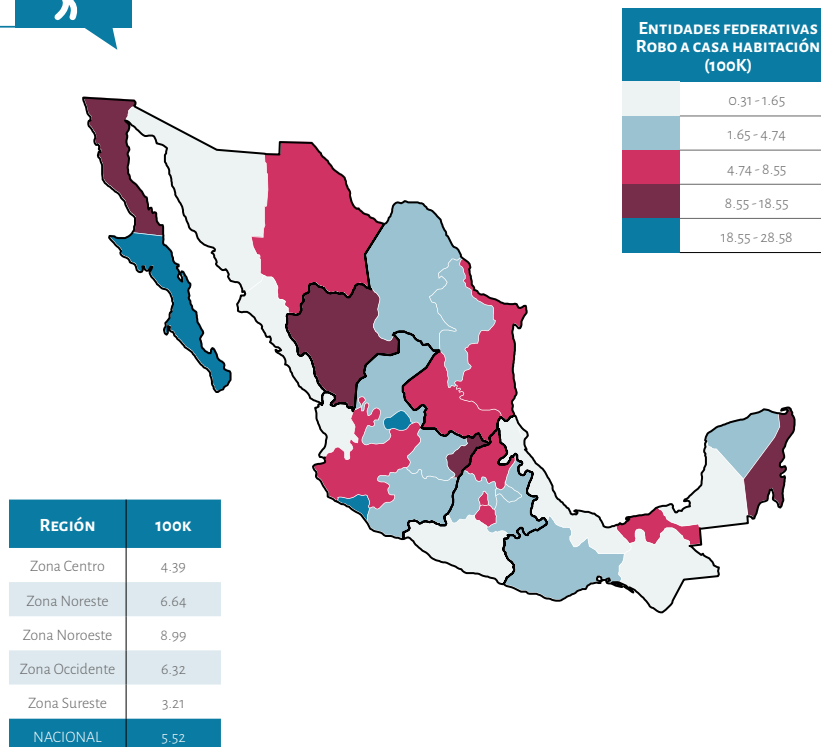 Entidades federativas
Robo a casa habitación
(100K)
0.31 - 1.65
1.65 - 4.74
4.74 - 8.55
8.55 - 18.55
18.55 - 28.58
Región 100K
Zona Centro 4.39
Zona Noreste 6.64
Zona Noroeste 8.99
Zona Occidente 6.32
Zona Sureste 3.21
NACIONAL 5.52